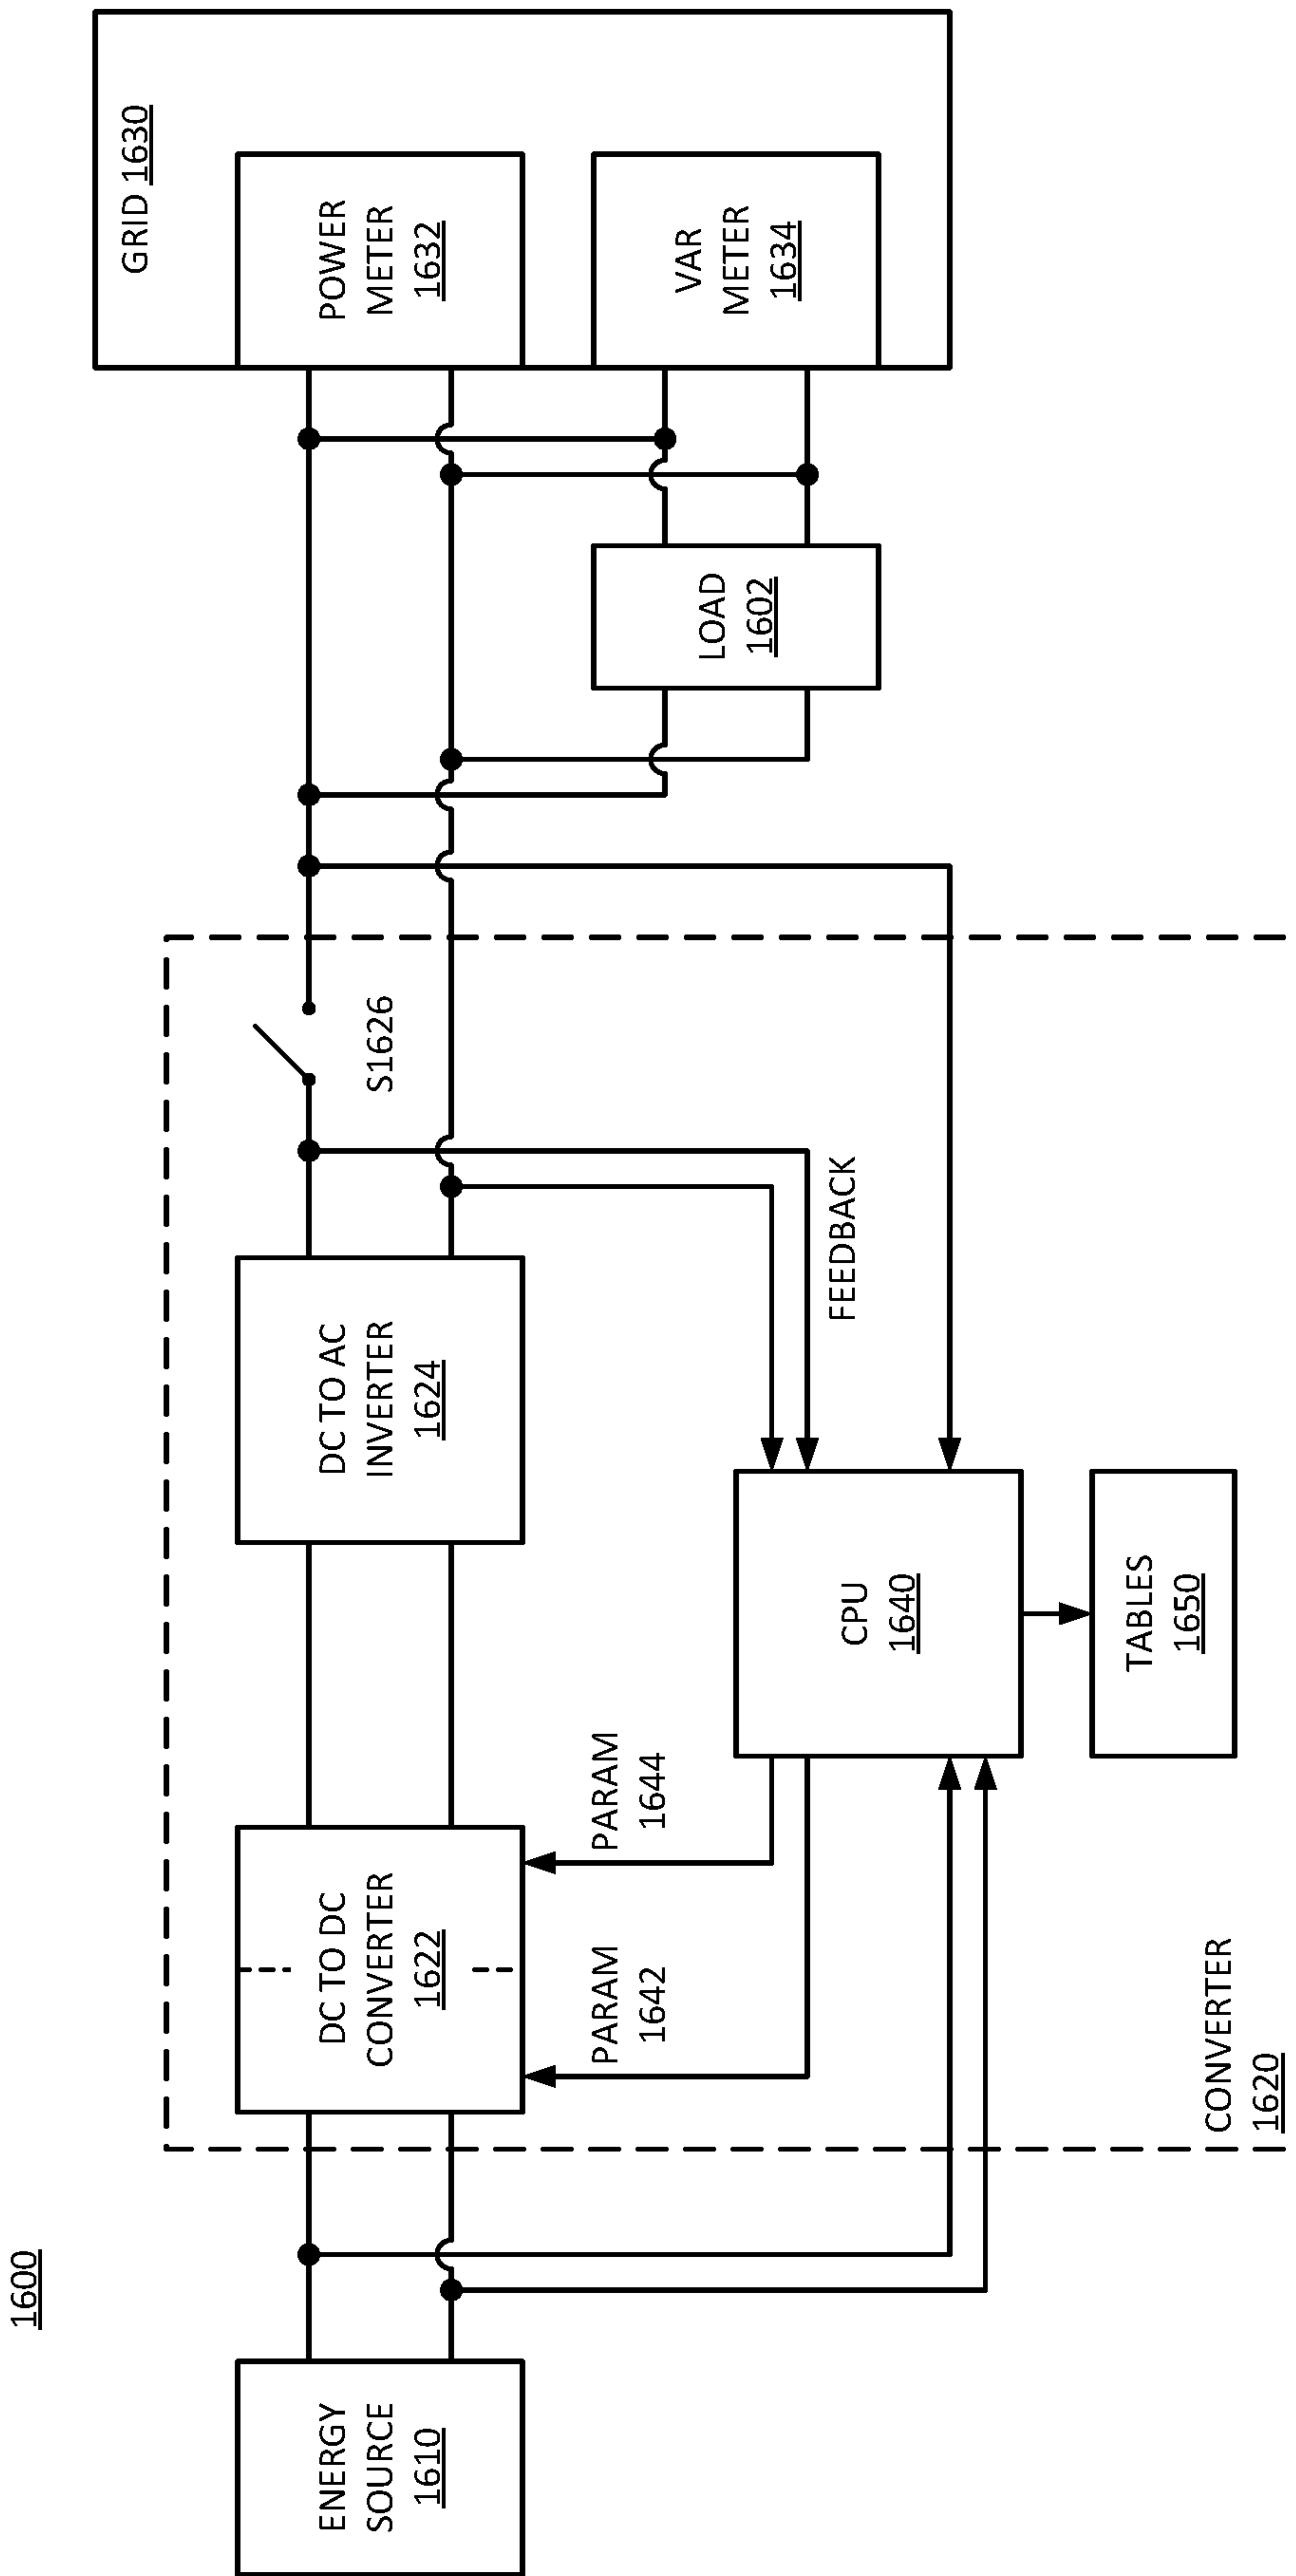 1600
ENERGY
SOURCE
1610
DC TO DC
CONVERTER
1622
DC TO AC
INVERTER
1624
S1626
GRID 1630
POWER
METER
1632
VAR
METER
1634
LOAD
1602
PARAM
1642
PARAM
1644
FEEDBACK
CPU
1640
TABLES
1650
CONVERTER
1620